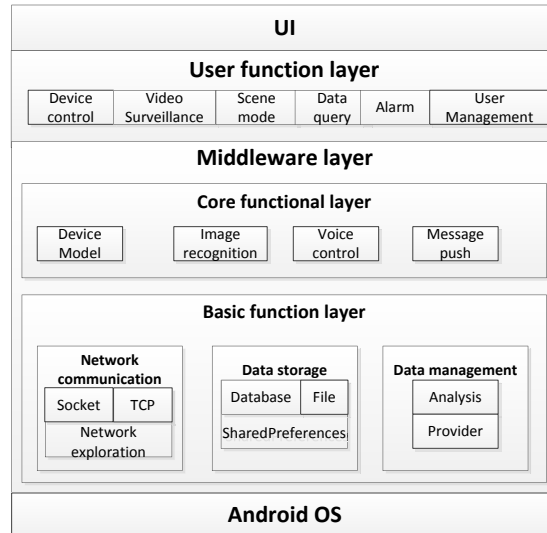 UI
User function layer
Device control
Video Surveillance
Scene mode
Data query
Alarm
User Management
Middleware layer
Core functional layer
Device Model
Image recognition
Voice control
Message push
Basic function layer
Network communication
Socket
TCP
Network exploration
Data storage
Database
File
SharedPreferences
Data management
Analysis
Provider
Android OS